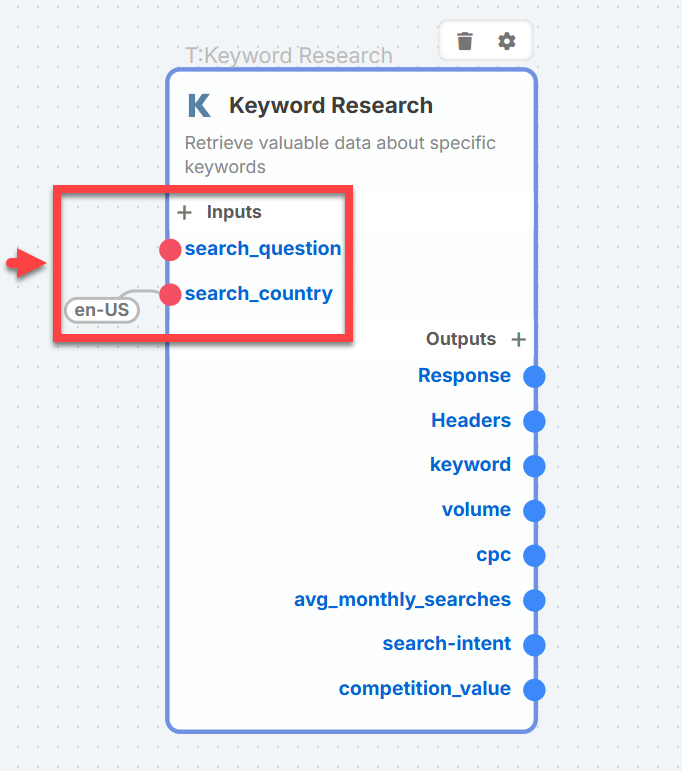 T:Keyword Research
Keyword Research
Retrieve valuable data about specific
keywords
+ Inputs
search_question
search_country
en-US
Outputs +
Response
Headers
keyword
volume
cpc
avg_monthly_searches
search-intent
competition_value